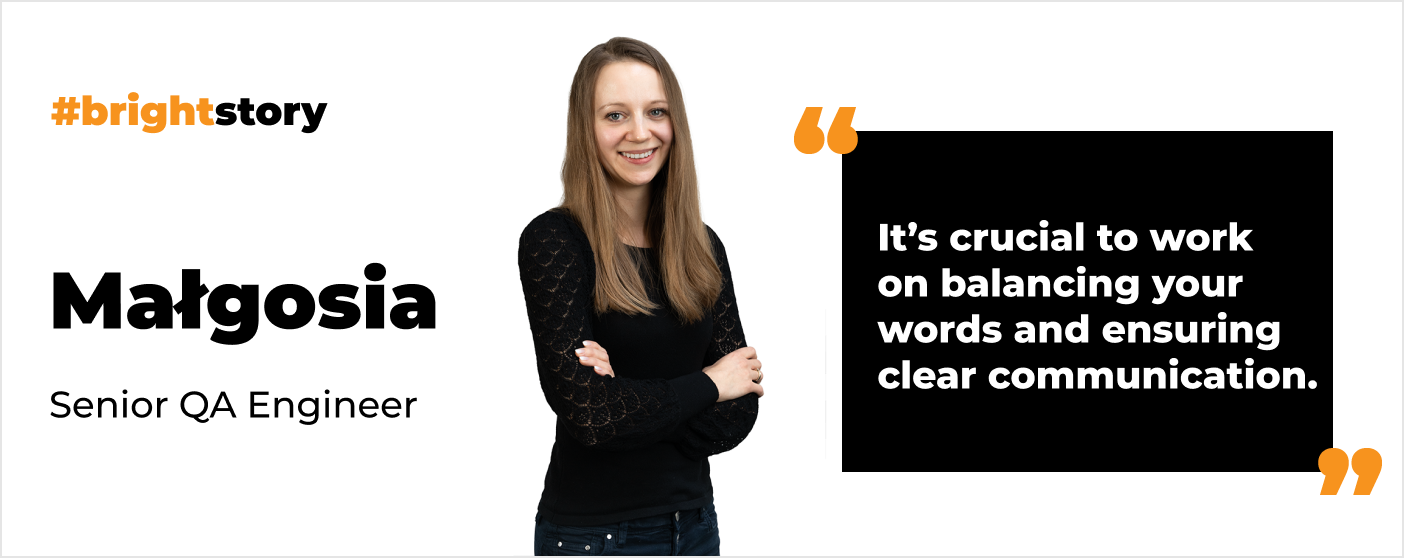 #brightstory
Małgosia
Senior QA Engineer
“
It’s crucial to work
on balancing your
words and ensuring
clear communication.
”